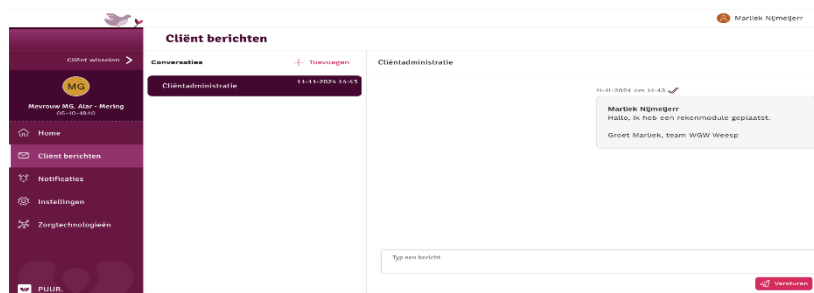 Marliek Nijmeijerr
Cliënt berichten
Cliënt wisselen
MG
Mevrouw MG. Alar - Mering
05-10-1940
Home
Cliënt berichten
Notificaties
Instellingen
Zorgtechnologieën
PUUR.
Conversaties
Toevoegen
Cliëntadministratie
11-11-2024 14:43
Cliëntadministratie
11-11-2024 om 14:43
Marliek Nijmeijerr
Hallo, ik heb een rekenmodule geplaatst.
Groet Marliek, team WGW Weesp
Typ een bericht
Versturen